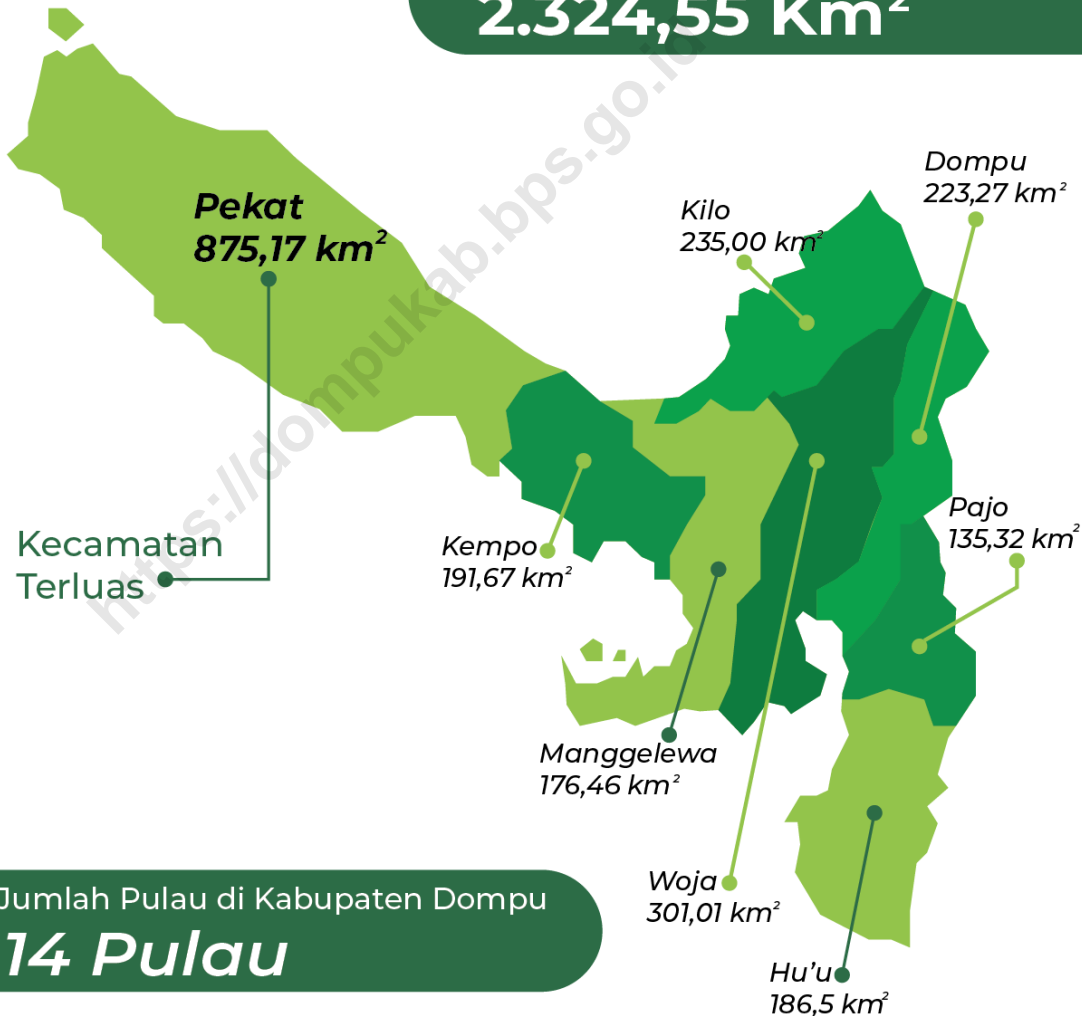 2.324,55 Km²
https://dompukab.bps.go.id
Dompu
223,27 km²
Kilo
235,00 km²
Pekat
875,17 km²
Pajo
135,32 km²
Kecamatan
Terluas
Kempo
191,67 km²
Manggelewa
176,46 km²
Woja
301,01 km²
Jumlah Pulau di Kabupaten Dompu
14 Pulau
Hu’u
186,5 km²